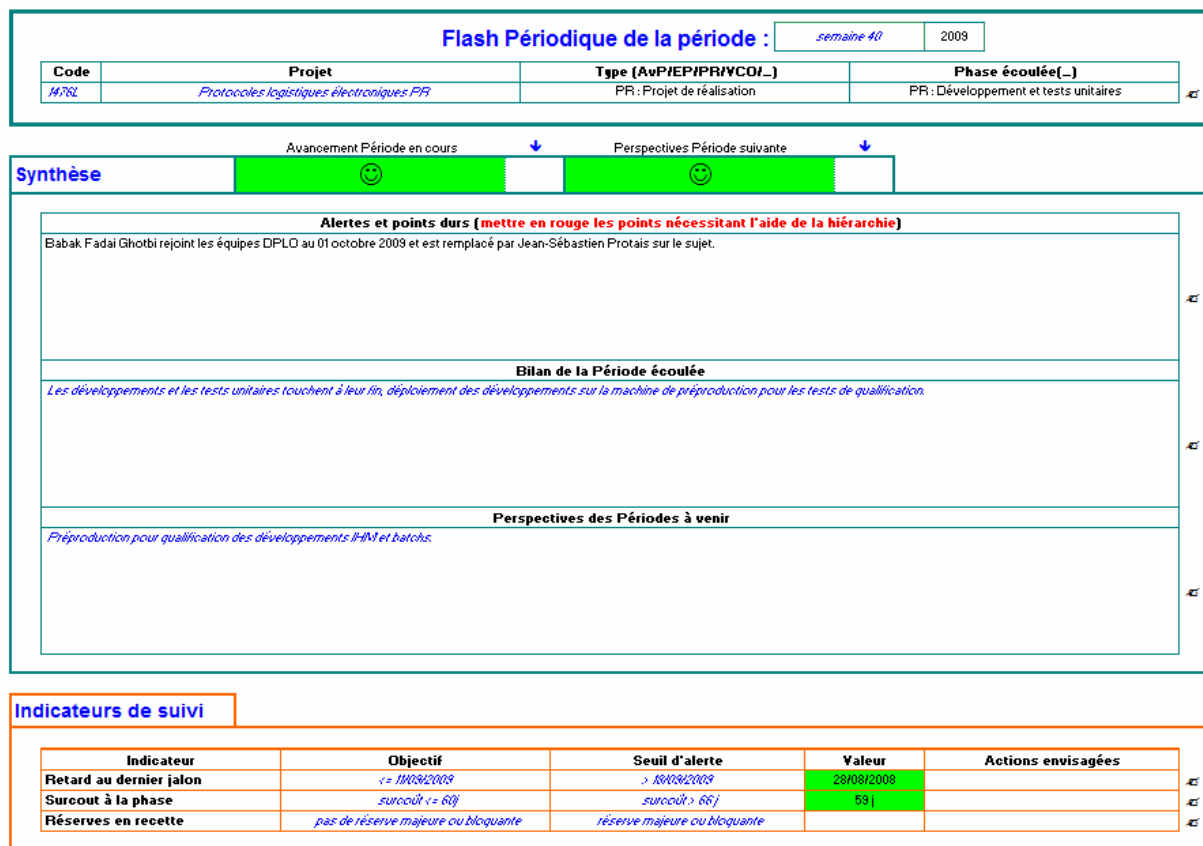 Flash Périodique de la période : semaine 40 2009
Code Projet Type (AvP/EP/PR/VCO/_) Phase écoulée(_)
I476L Protocoles logistiques électroniques PR PR : Projet de réalisation PR : Développement et tests unitaires
Avancement Période en cours Perspectives Période suivante
Synthèse
Alertes et points durs (mettre en rouge les points nécessitant l'aide de la hiérarchie)
Babak Fadai Ghotbi rejoint les équipes DPLO au 01 octobre 2009 et est remplacé par Jean-Sébastien Protais sur le sujet.
Bilan de la Période écoulée
Les développements et les tests unitaires touchent à leur fin, déploiement des développements sur la machine de préproduction pour les tests de qualification.
Perspectives des Périodes à venir
Préproduction pour qualification des développements IHM et batchs.
Indicateurs de suivi
Indicateur Objectif Seuil d'alerte Valeur Actions envisagées
Retard au dernier jalon <= 11/09/2009 > 18/09/2009 28/08/2008
Surcout à la phase surcoût <= 60j surcoût > 66 j 59 j
Réserves en recette pas de réserve majeure ou bloquante réserve majeure ou bloquante